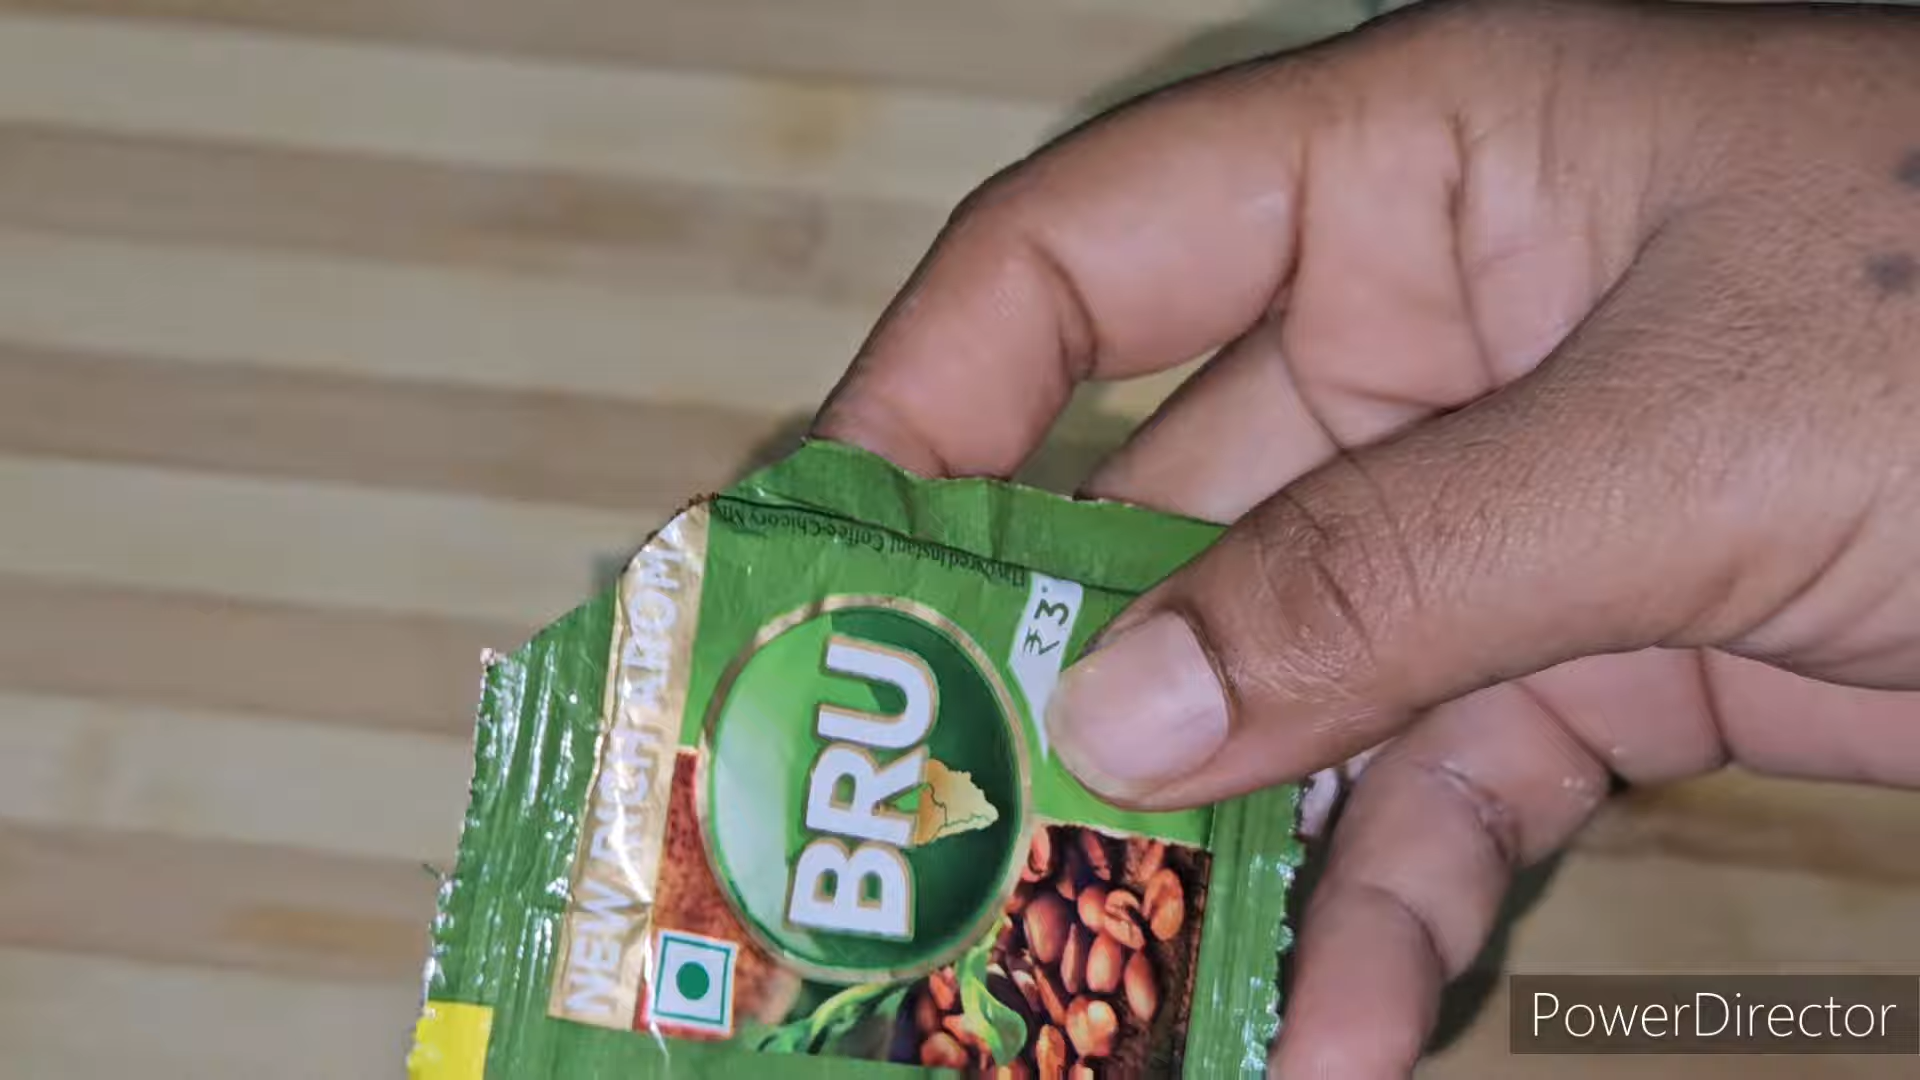 Flavoured Instant Coffee-Chicory Mix
₹3
BRU
NEW RICH AROMA
PowerDirector